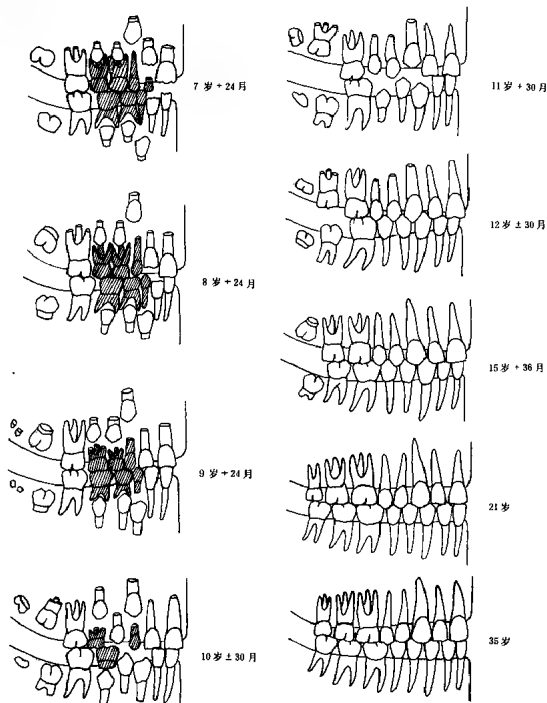 7 岁 + 24 月
8 岁 + 24 月
9 岁 + 24 月
10 岁 ± 30 月
11 岁 + 30 月
12 岁 ± 30 月
15 岁 + 36 月
21 岁
35 岁